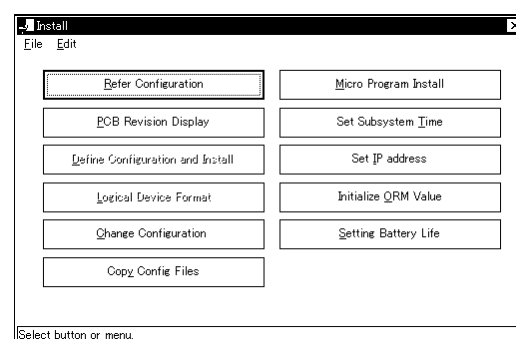 Install
File Edit
Refer Configuration
PCB Revision Display
Define Configuration and Install
Logical Device Format
Change Configuration
Copy Config Files
Micro Program Install
Set Subsystem Time
Set IP address
Initialize ORM Value
Setting Battery Life
Select button or menu.